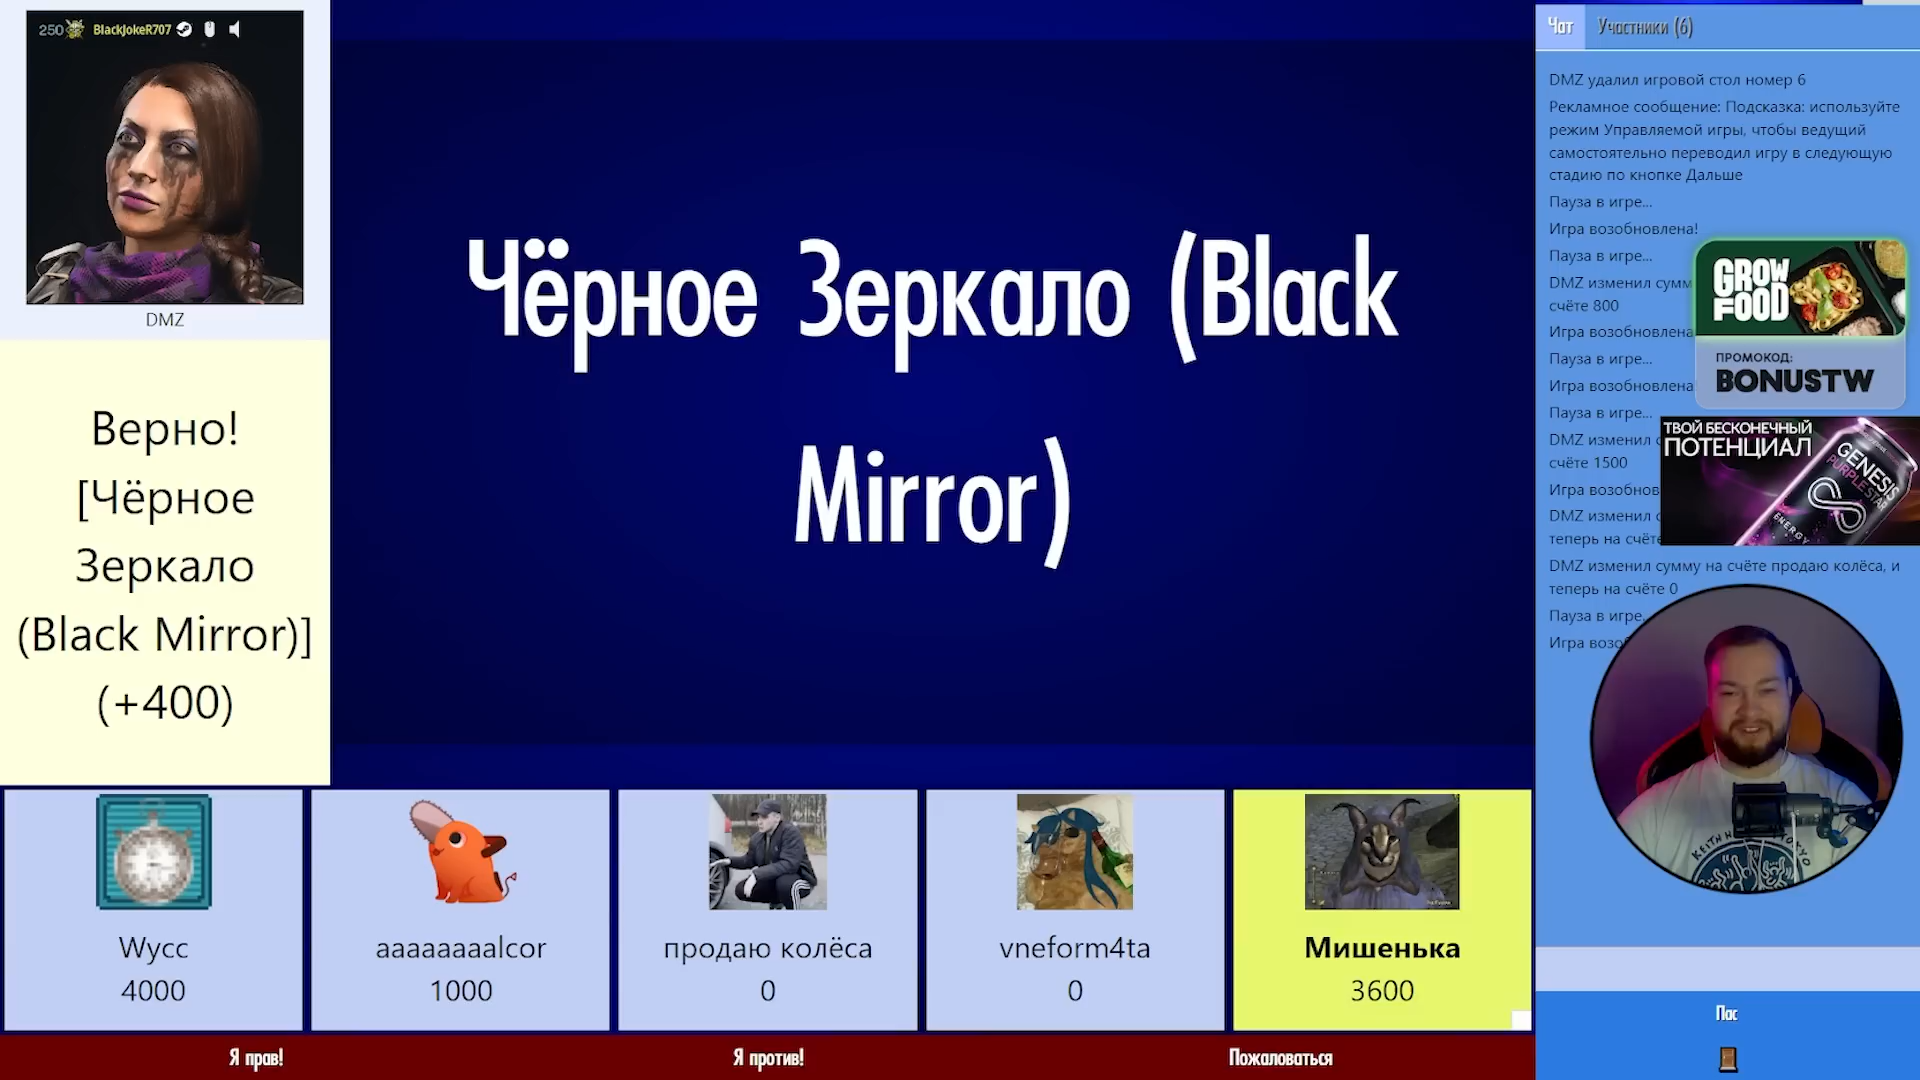 250 BlackJokeR707
DMZ
Верно!
[Чёрное
Зеркало
(Black Mirror)]
(+400)
Чёрное Зеркало (Black
Mirror)
Wycc
4000
aaaaaaaalcor
1000
продаю колёса
0
vneform4ta
0
Мишенька
3600
Я прав!
Я против!
Пожаловаться
Чат
Участники (6)
DMZ удалил игровой стол номер 6
Рекламное сообщение: Подсказка: используйте
режим Управляемой игры, чтобы ведущий
самостоятельно переводил игру в следующую
стадию по кнопке Дальше
Пауза в игре...
Игра возобновлена!
Пауза в игре...
DMZ изменил сумм
счёте 800
Игра возобновлена
Пауза в игре...
Игра возобновлена
Пауза в игре...
DMZ изменил с
счёте 1500
Игра возобнов
DMZ изменил с
теперь на счёте
DMZ изменил сумму на счёте продаю колёса, и
теперь на счёте 0
Пауза в игре..
Игра возо
GROW
FOOD
ПРОМОКОД:
BONUSTW
ТВОЙ БЕСКОНЕЧНЫЙ
ПОТЕНЦИАЛ
GENESIS
PURPLE STAR
ENERGY
Пас